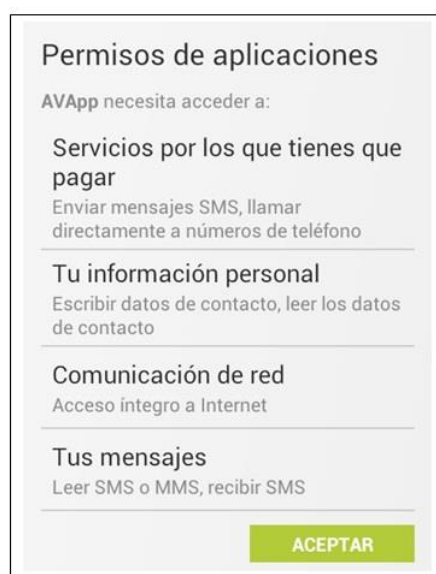 Permisos de aplicaciones
AVApp necesita acceder a:
Servicios por los que tienes que
pagar
Enviar mensajes SMS, llamar
directamente a números de teléfono
Tu información personal
Escribir datos de contacto, leer los datos
de contacto
Comunicación de red
Acceso íntegro a Internet
Tus mensajes
Leer SMS o MMS, recibir SMS
ACEPTAR